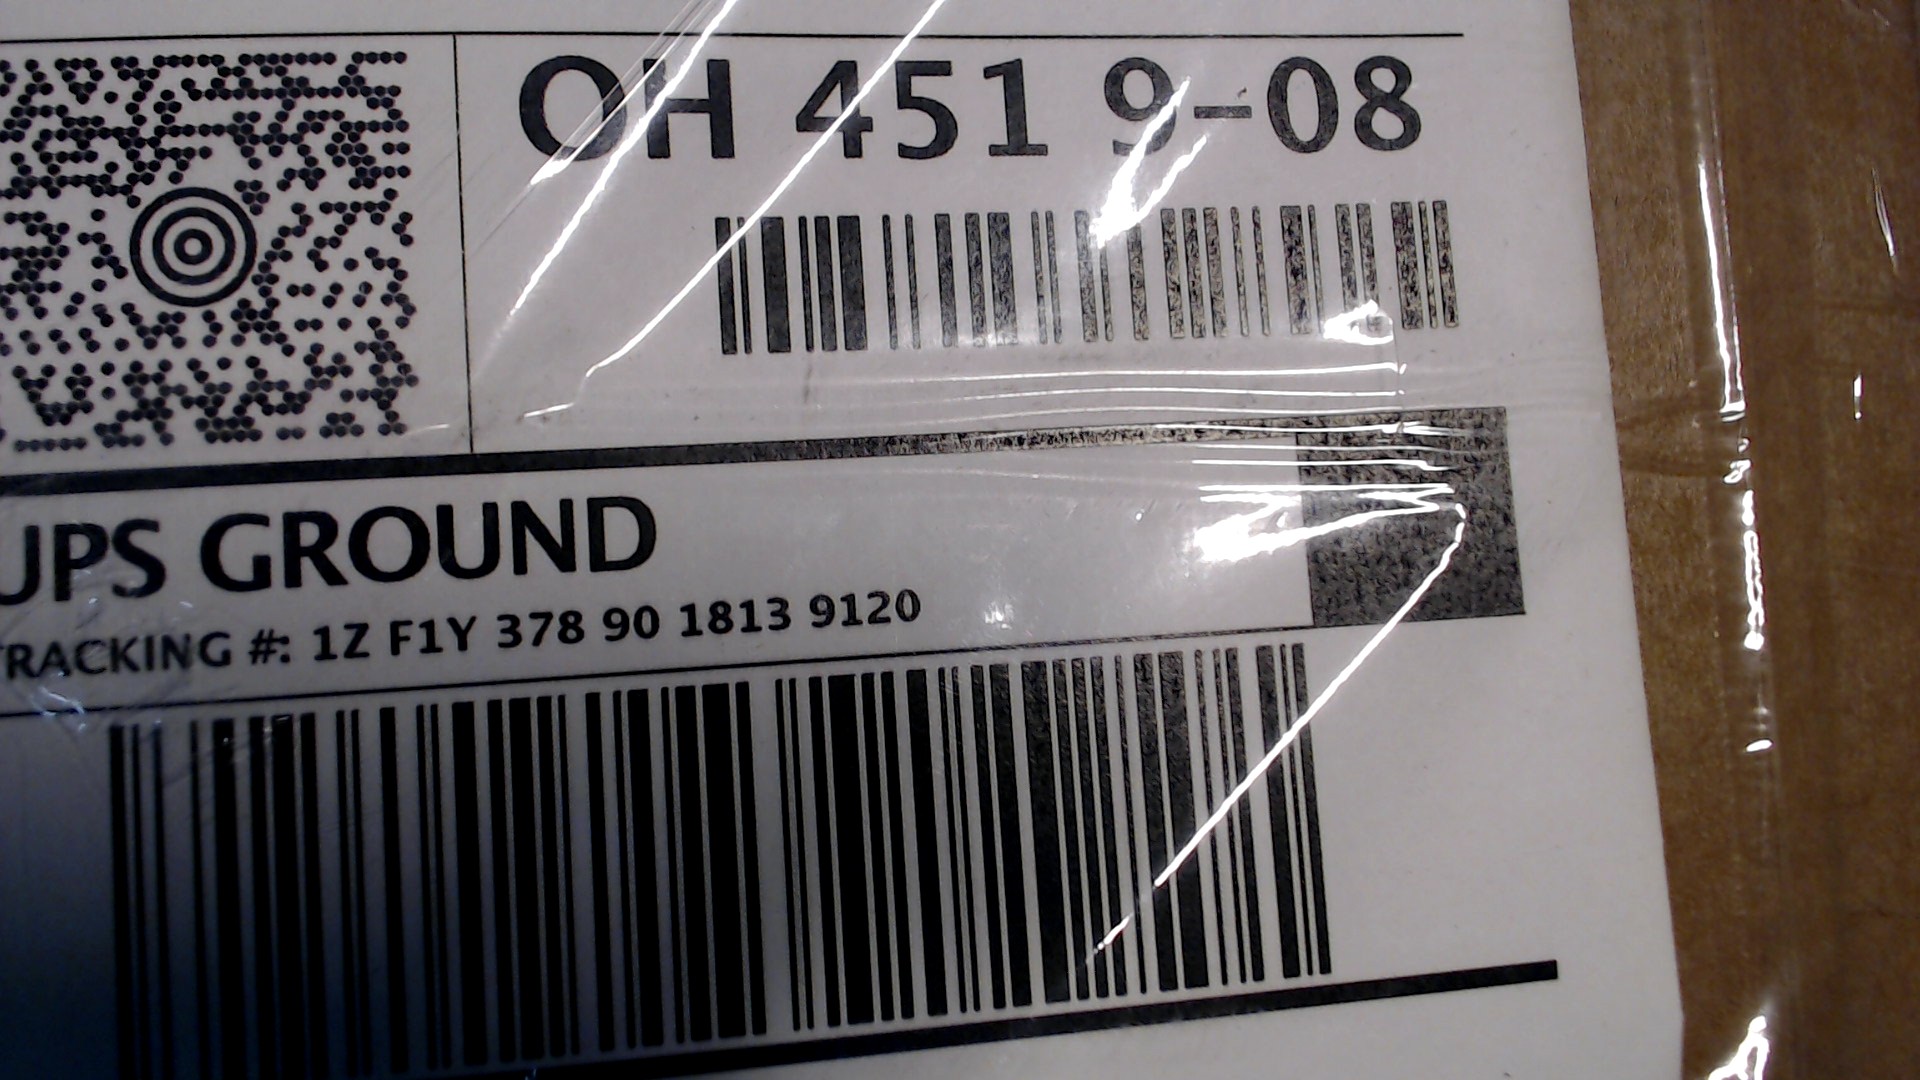 OH 451 9-08
UPS GROUND
TRACKING #: 1Z F1Y 378 90 1813 9120